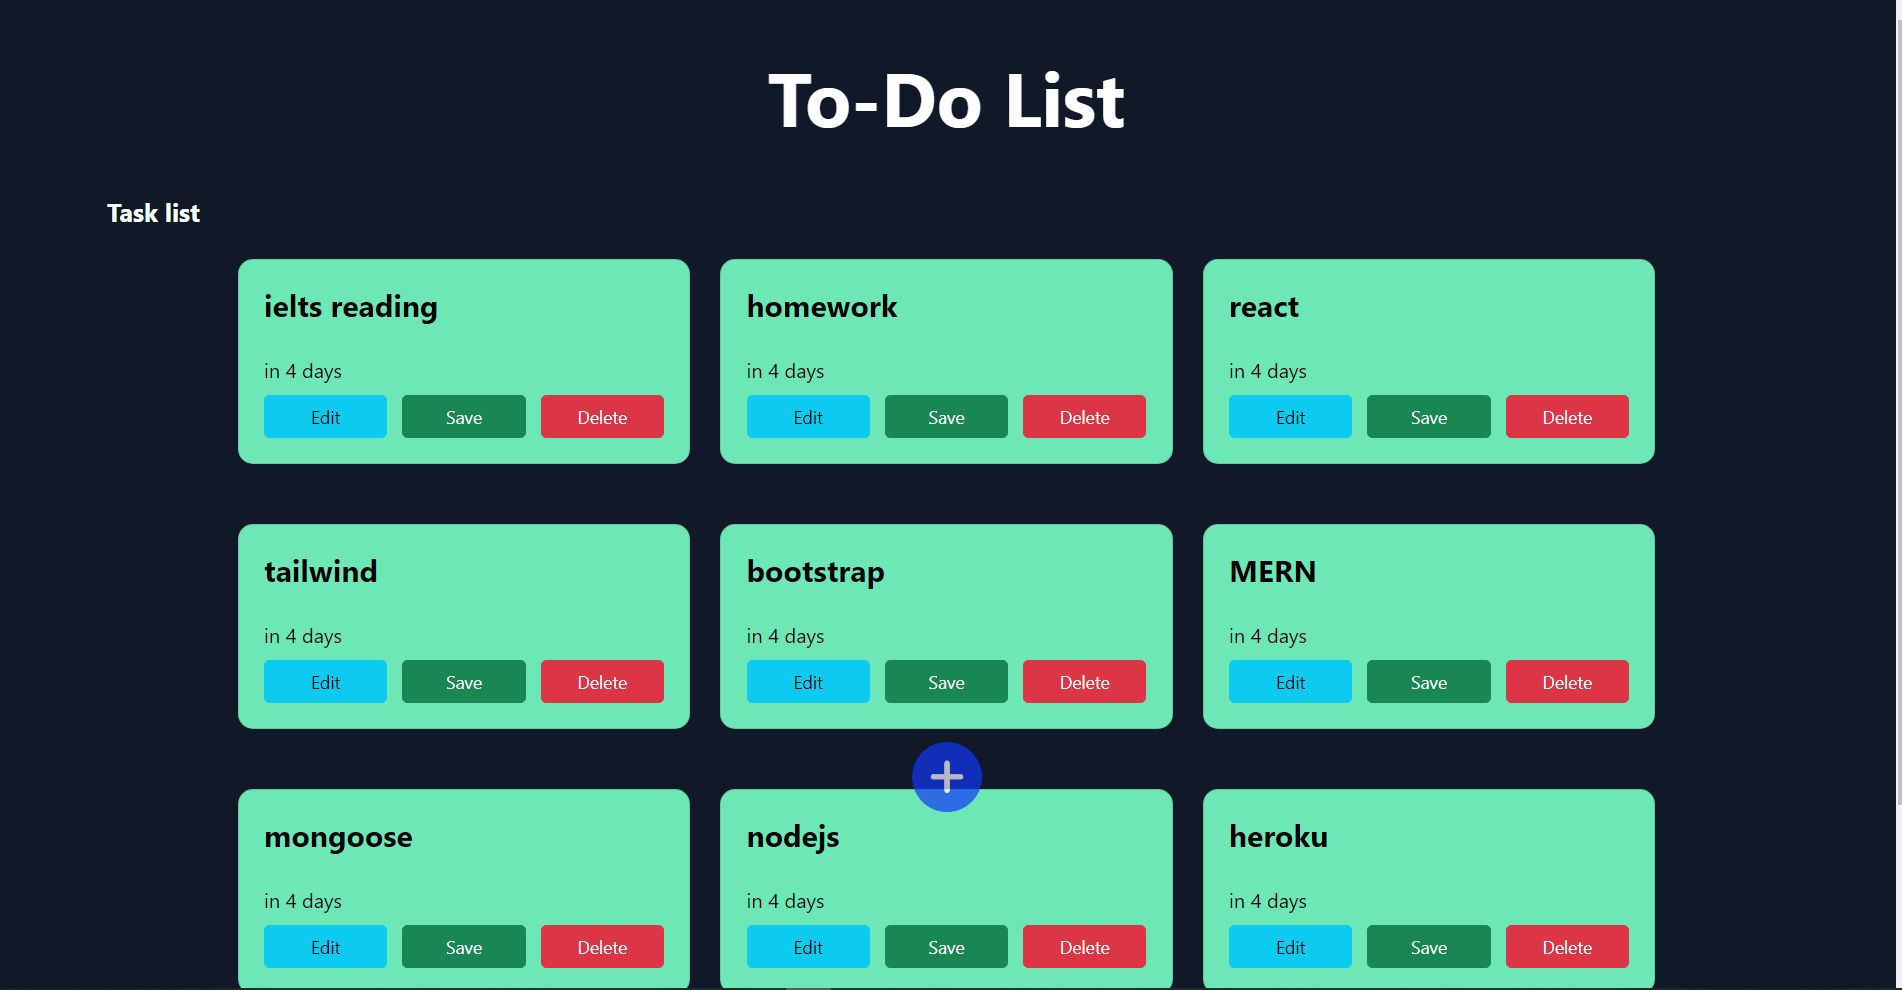 To-Do List
Task list
ielts reading
in 4 days
Edit Save Delete
homework
in 4 days
Edit Save Delete
react
in 4 days
Edit Save Delete
tailwind
in 4 days
Edit Save Delete
bootstrap
in 4 days
Edit Save Delete
MERN
in 4 days
Edit Save Delete
mongoose
in 4 days
Edit Save Delete
nodejs
in 4 days
Edit Save Delete
heroku
in 4 days
Edit Save Delete